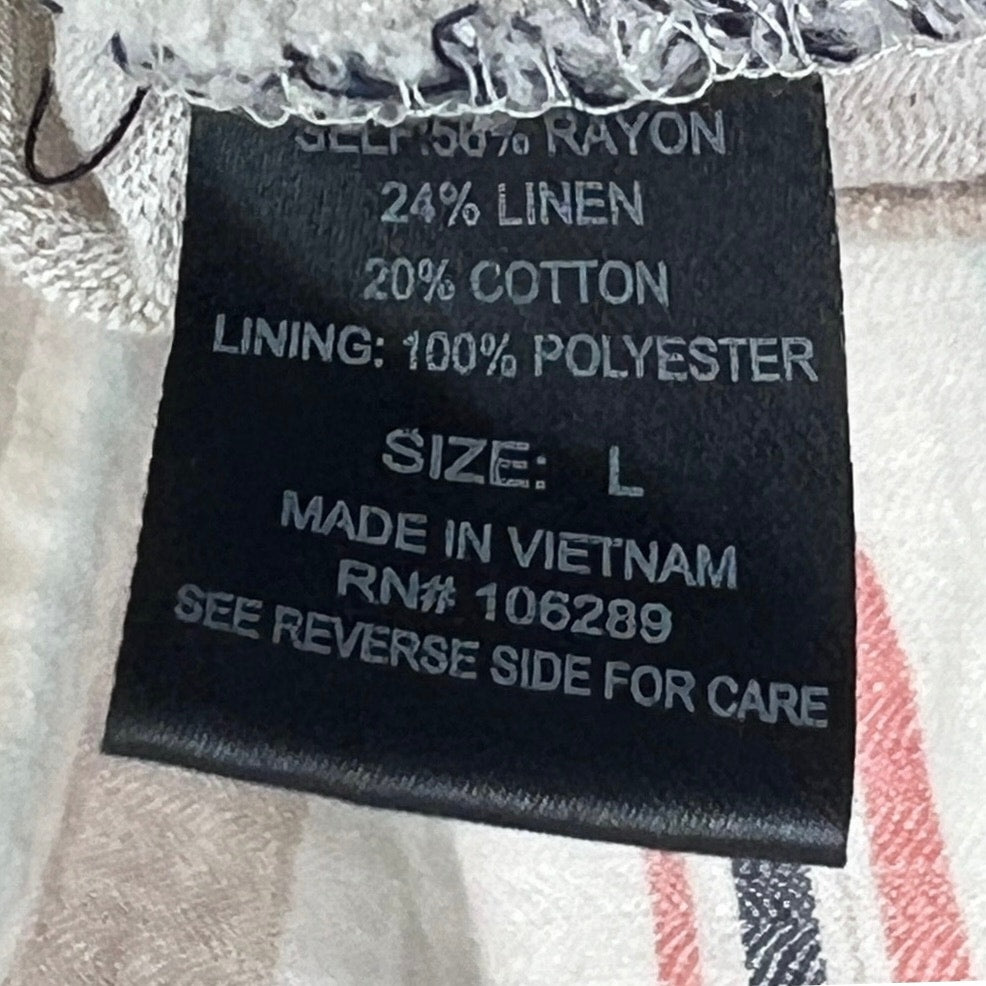 SELF:56% RAYON
24% LINEN
20% COTTON
LINING: 100% POLYESTER
SIZE: L
MADE IN VIETNAM
RN# 106289
SEE REVERSE SIDE FOR CARE